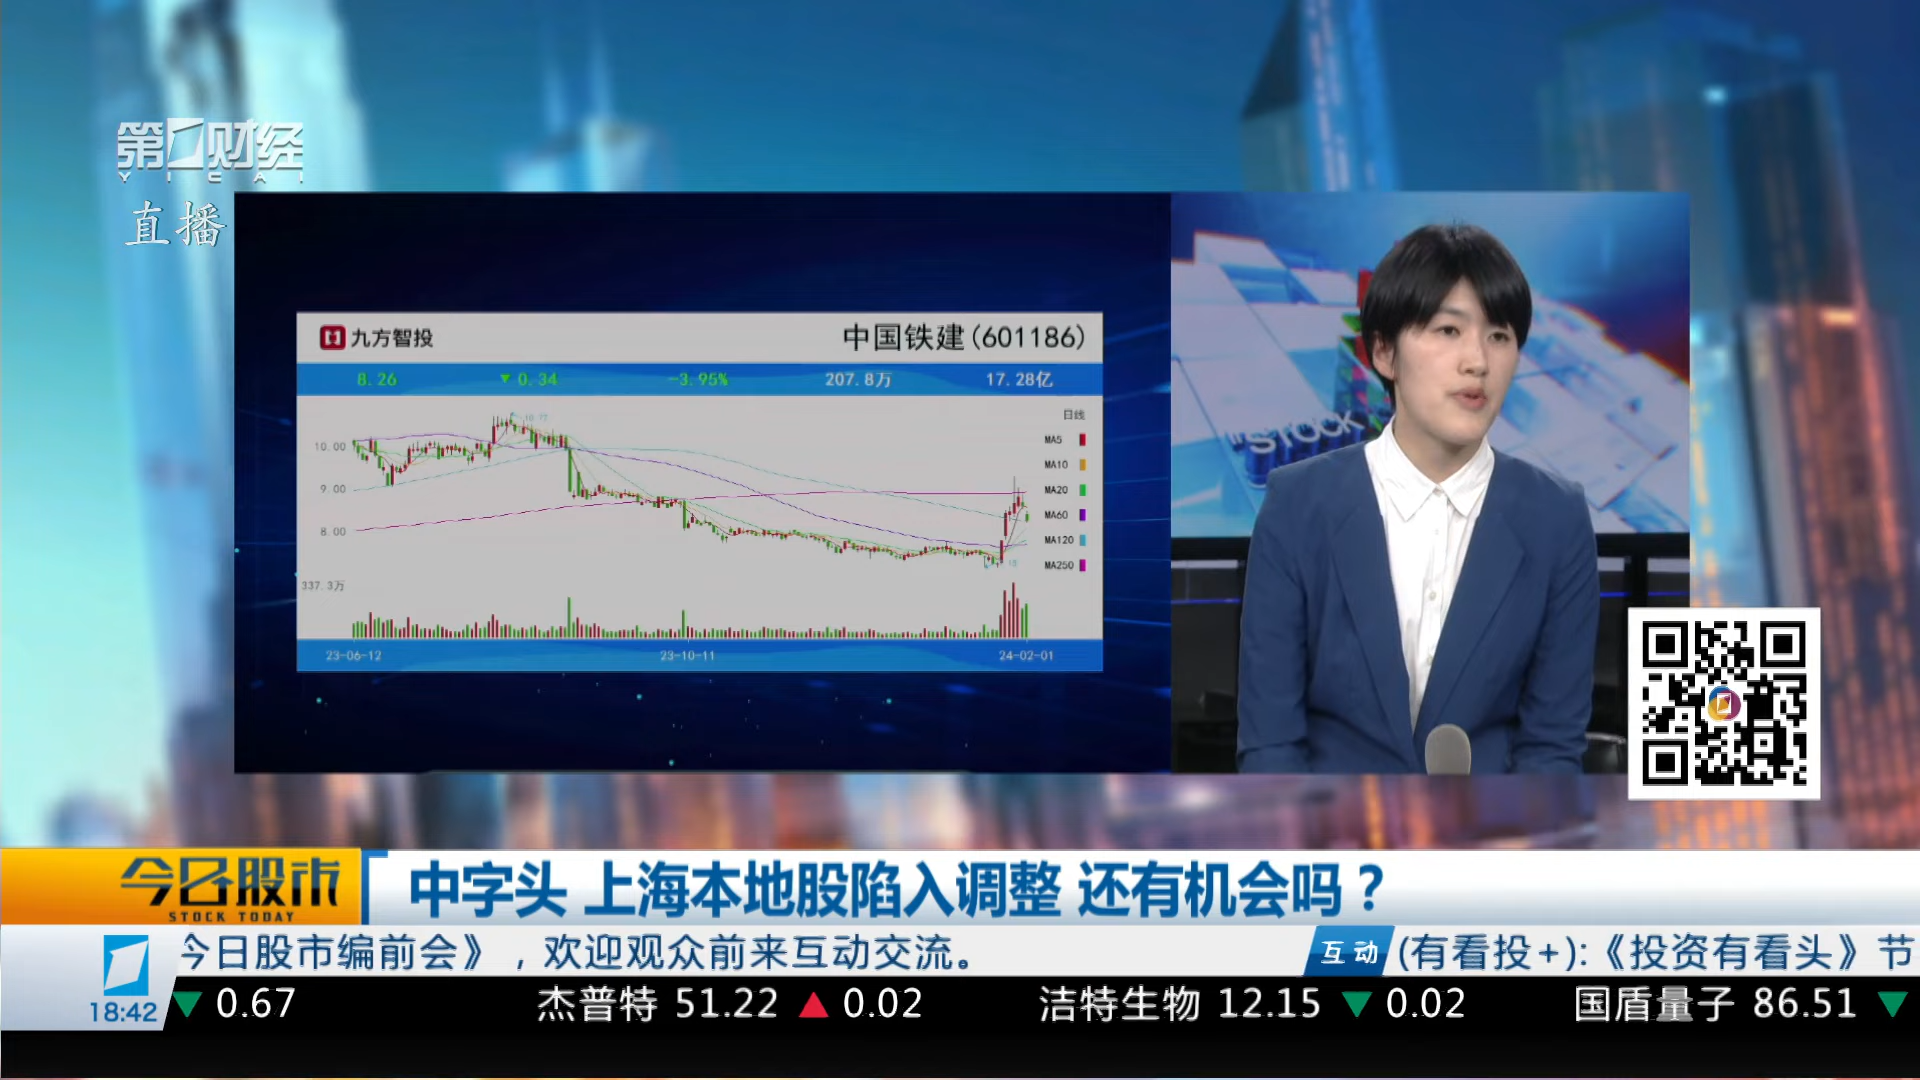 第一财经
YICAI
直播
九方智投
中国铁建(601186)
8.26 ▼0.34 -3.95% 207.8万 17.28亿
日线
MA5
MA10
MA20
MA60
MA120
MA250
10.00
9.00
8.00
337.3万
23-06-12 23-10-11 24-02-01
"STOCK
今日股市
STOCK TODAY
中字头 上海本地股陷入调整 还有机会吗？
今日股市编前会》，欢迎观众前来互动交流。
互动 (有看投+):《投资有看头》节
18:42
▼ 0.67 杰普特 51.22 ▲ 0.02 洁特生物 12.15 ▼ 0.02 国盾量子 86.51 ▼